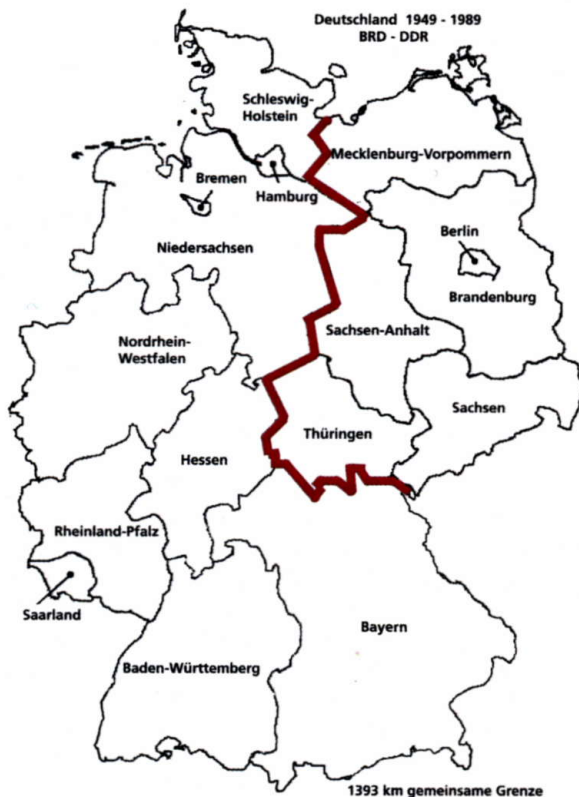 Deutschland 1949 - 1989
BRD - DDR
Schleswig-
Holstein
Mecklenburg-Vorpommern
Bremen
Hamburg
Berlin
Niedersachsen
Brandenburg
Nordrhein-
Westfalen
Sachsen-Anhalt
Sachsen
Thüringen
Hessen
Rheinland-Pfalz
Saarland
Bayern
Baden-Württemberg
1393 km gemeinsame Grenze